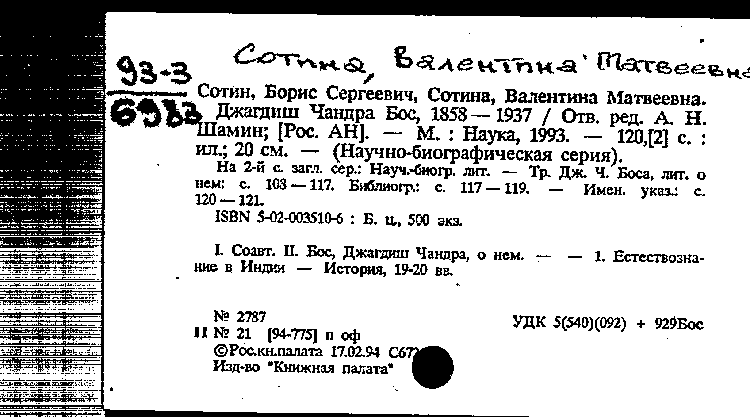 Сотина, Валентина Матвеевна
93-3
6983
Сотин, Борис Сергеевич, Сотина, Валентина Матвеевна.
Джагдиш Чандра Бос, 1858 — 1937 / Отв. ред. А. Н.
Шамин; [Рос. АН]. — М. : Наука, 1993. — 120,[2] с. :
ил.; 20 см. — (Научно-биографическая серия).
На 2-й с. загл. сер.: Науч.-биогр. лит. — Тр. Дж. Ч. Боса, лит. о
нем: с. 103 — 117. Библиогр.: с. 117 — 119. — Имен. указ.: с.
120 — 121.
ISBN 5-02-003510-6 : Б. ц., 500 экз.
I. Соавт. II. Бос, Джагдиш Чандра, о нем. — — 1. Естествозна-
ние в Индии — История, 19-20 вв.
№ 2787
II № 21 [94-775] п оф
УДК 5(540)(092) + 929Бос
©Рос.кн.палата 17.02.94 С67
Изд-во "Книжная палата"